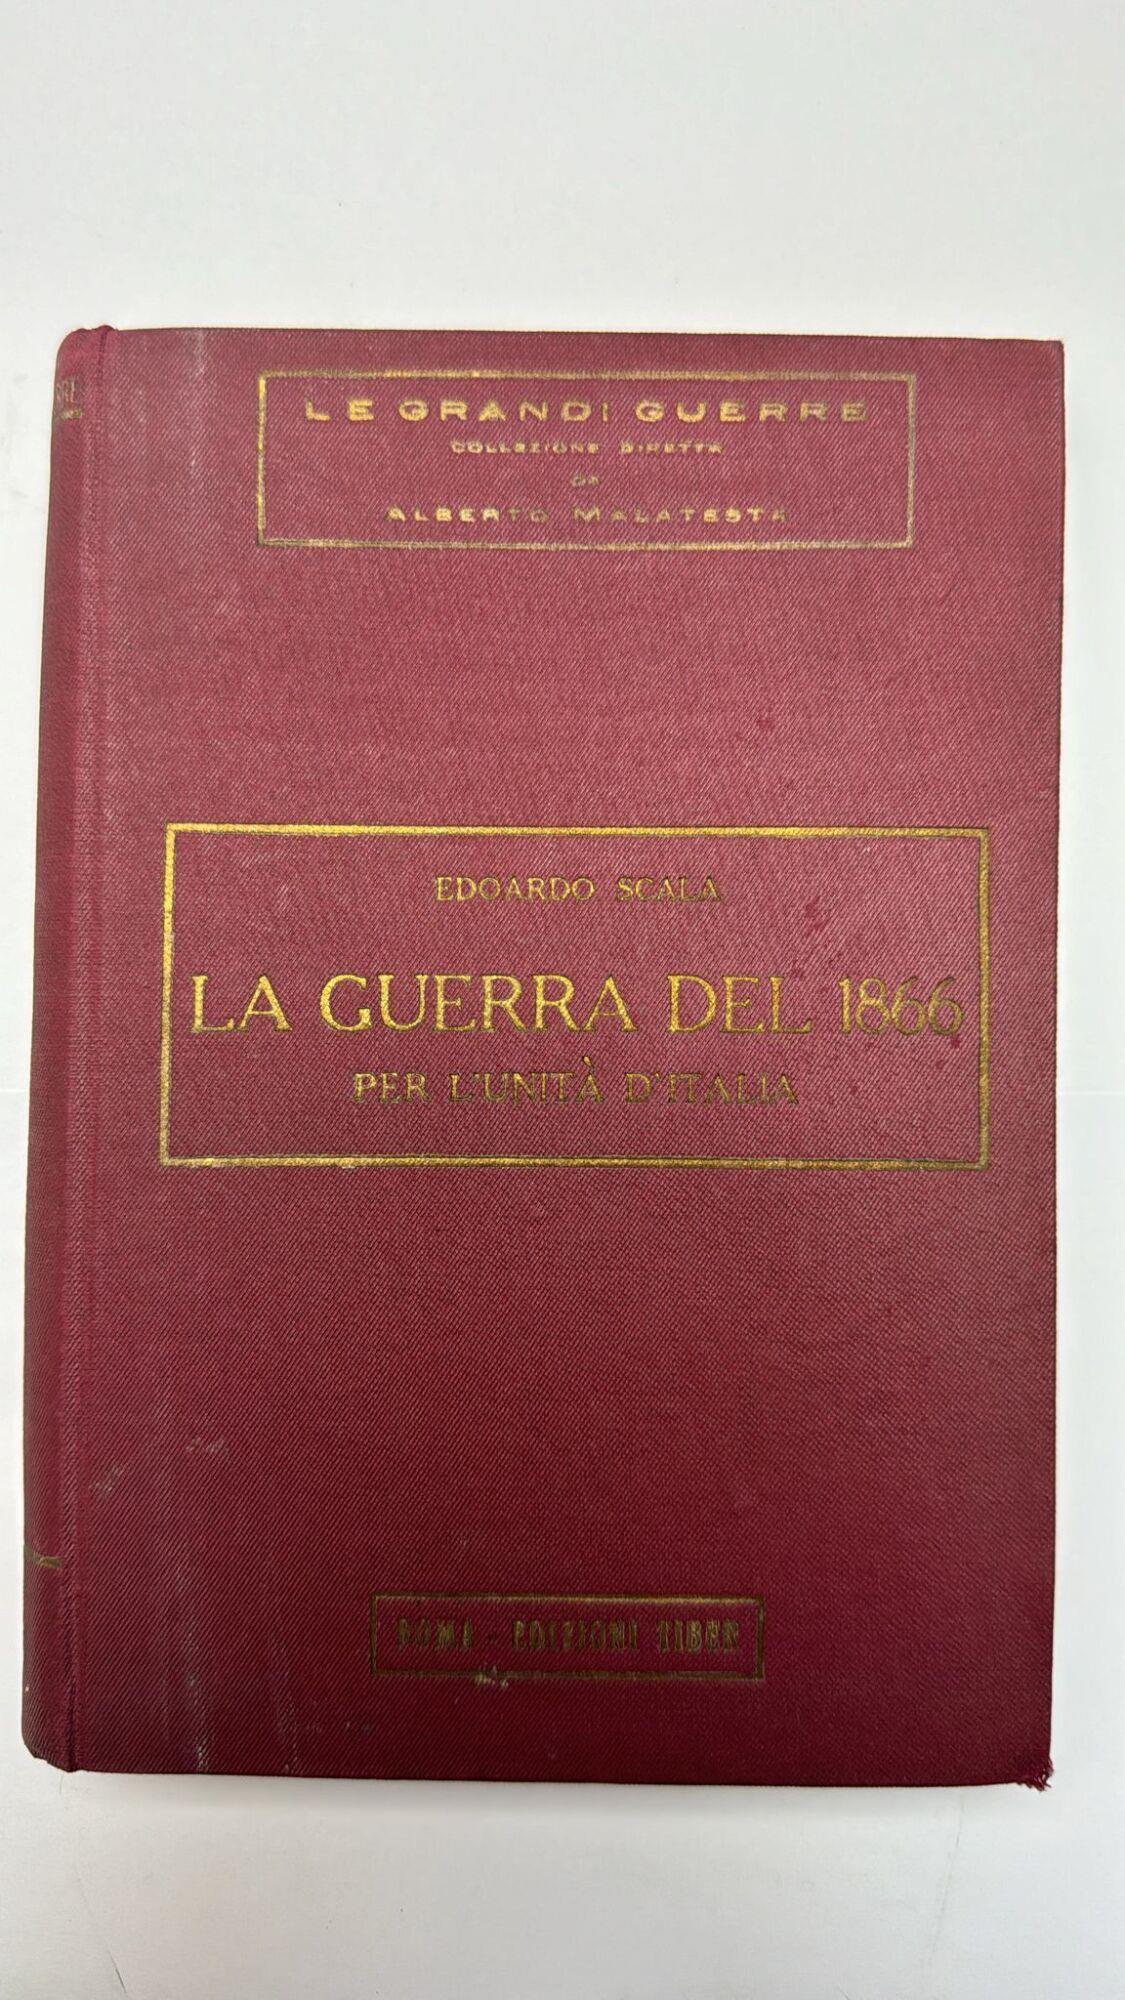 LE GRANDI GUERRE
COLLEZIONE DIRETTA
DA
ALBERTO MALATESTA
EDOARDO SCALA
LA GUERRA DEL 1866
PER L'UNITÀ D'ITALIA
ROMA - EDIZIONI TIBER